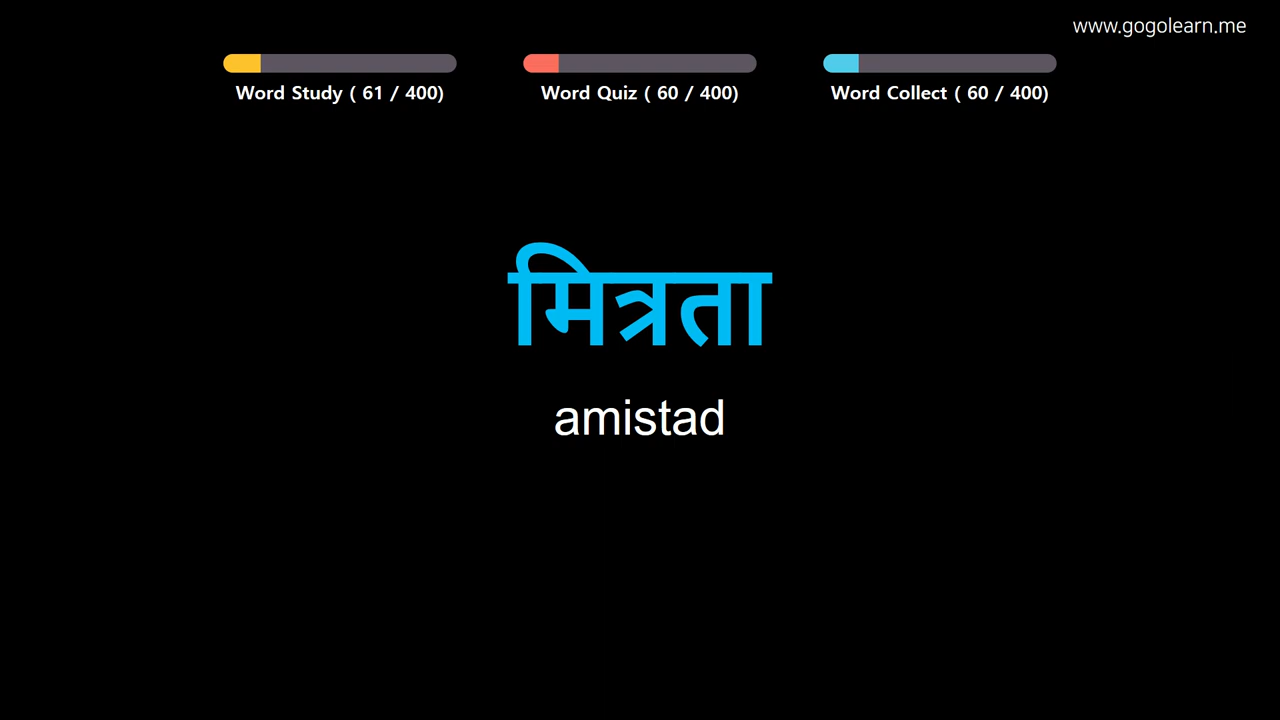 www.gogolearn.me
Word Study ( 61 / 400)
Word Quiz ( 60 / 400)
Word Collect ( 60 / 400)
मित्रता
amistad